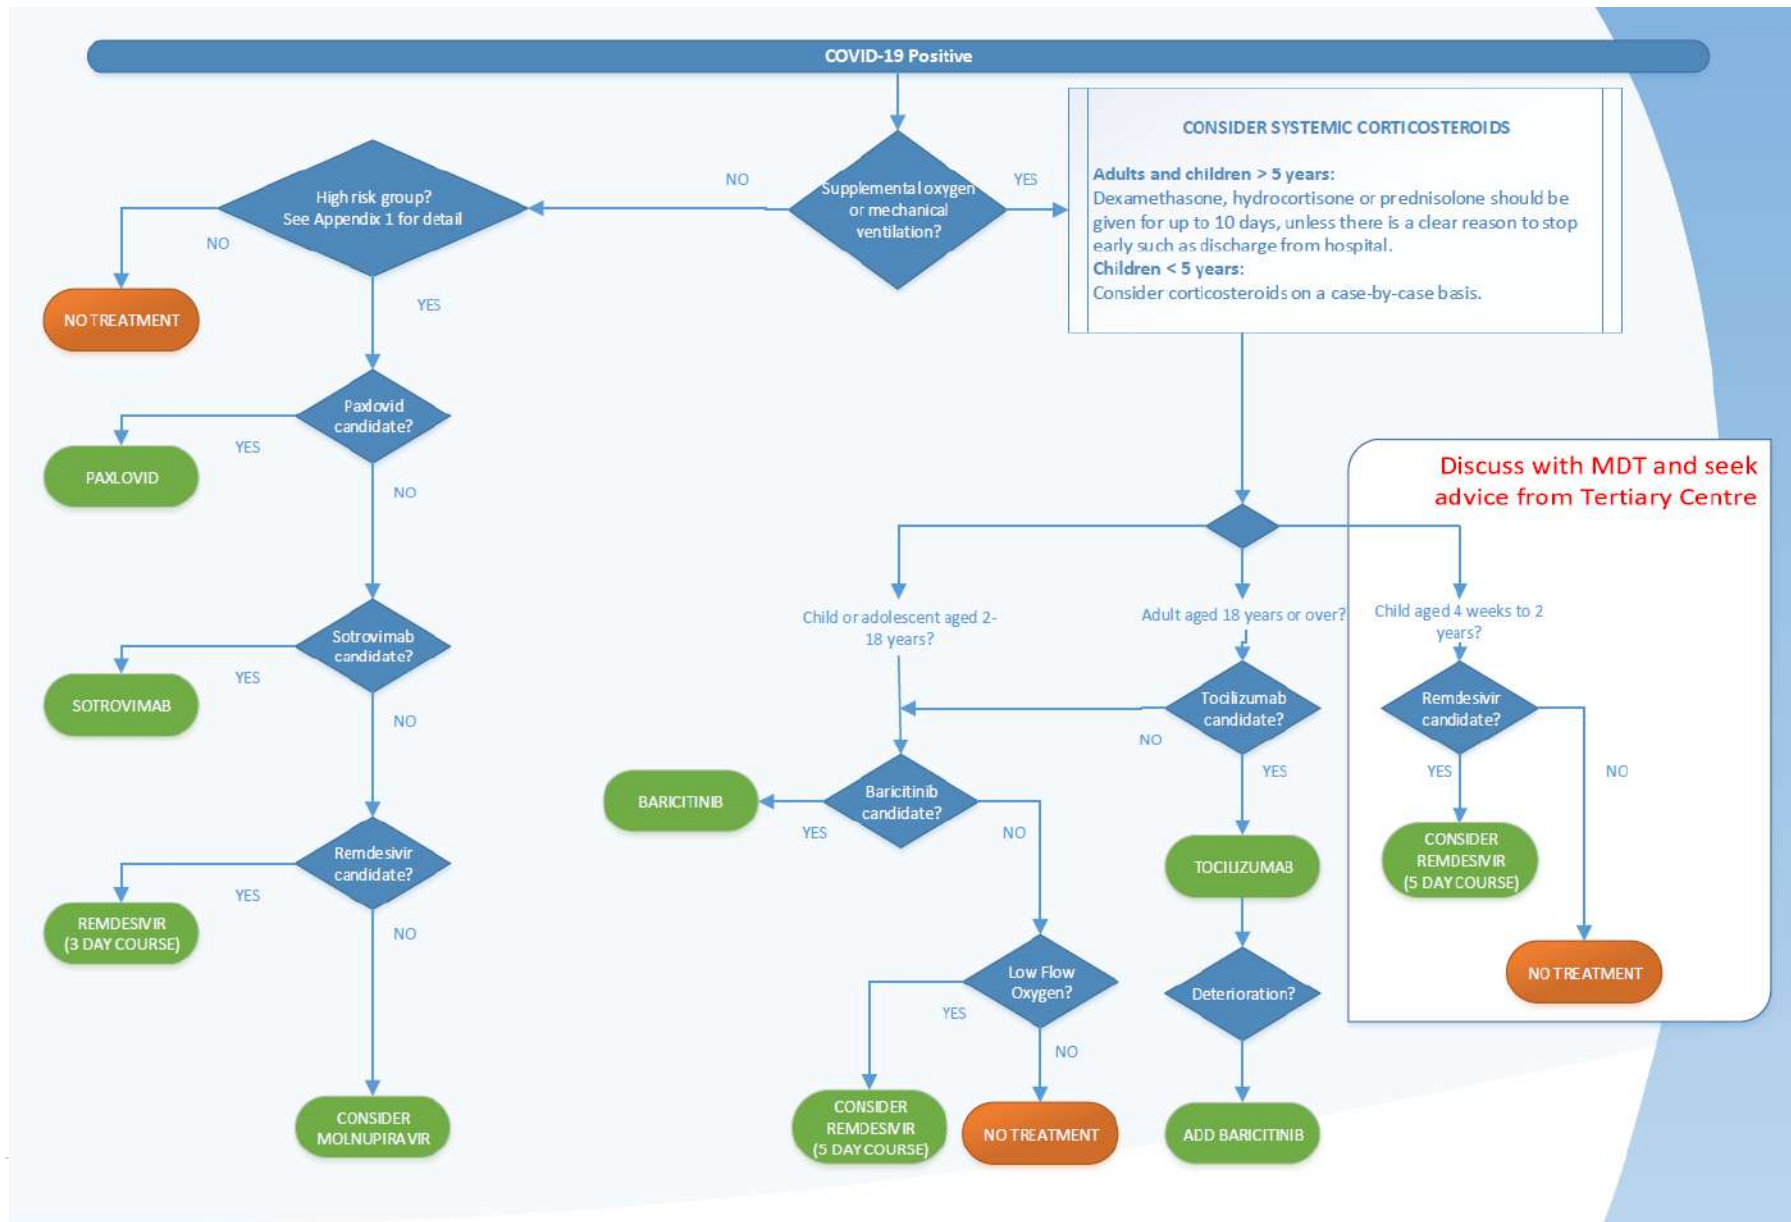 COVID-19 Positive
CONSIDER SYSTEMIC CORTICOSTEROIDS
Adults and children > 5 years:
Dexamethasone, hydrocortisone or prednisolone should be
given for up to 10 days, unless there is a clear reason to stop
early such as discharge from hospital.
Children < 5 years:
Consider corticosteroids on a case-by-case basis.
Supplemental oxygen
or mechanical
ventilation?
NO
YES
High risk group?
See Appendix 1 for detail
NO
YES
NO TREATMENT
Paxlovid
candidate?
YES
NO
PAXLOVID
Sotrovimab
candidate?
YES
NO
SOTROVIMAB
Remdesivir
candidate?
YES
NO
REMDESIVIR
(3 DAY COURSE)
CONSIDER
MOLNUPIRAVIR
Child or adolescent aged 2-
18 years?
Adult aged 18 years or over?
Tocilizumab
candidate?
NO
YES
Baricitinib
candidate?
YES
NO
BARICITINIB
TOCILIZUMAB
Low Flow
Oxygen?
YES
NO
Deterioration?
CONSIDER
REMDESIVIR
(5 DAY COURSE)
NO TREATMENT
ADD BARICITINIB
Discuss with MDT and seek
advice from Tertiary Centre
Child aged 4 weeks to 2
years?
Remdesivir
candidate?
YES
NO
CONSIDER
REMDESIVIR
(5 DAY COURSE)
NO TREATMENT